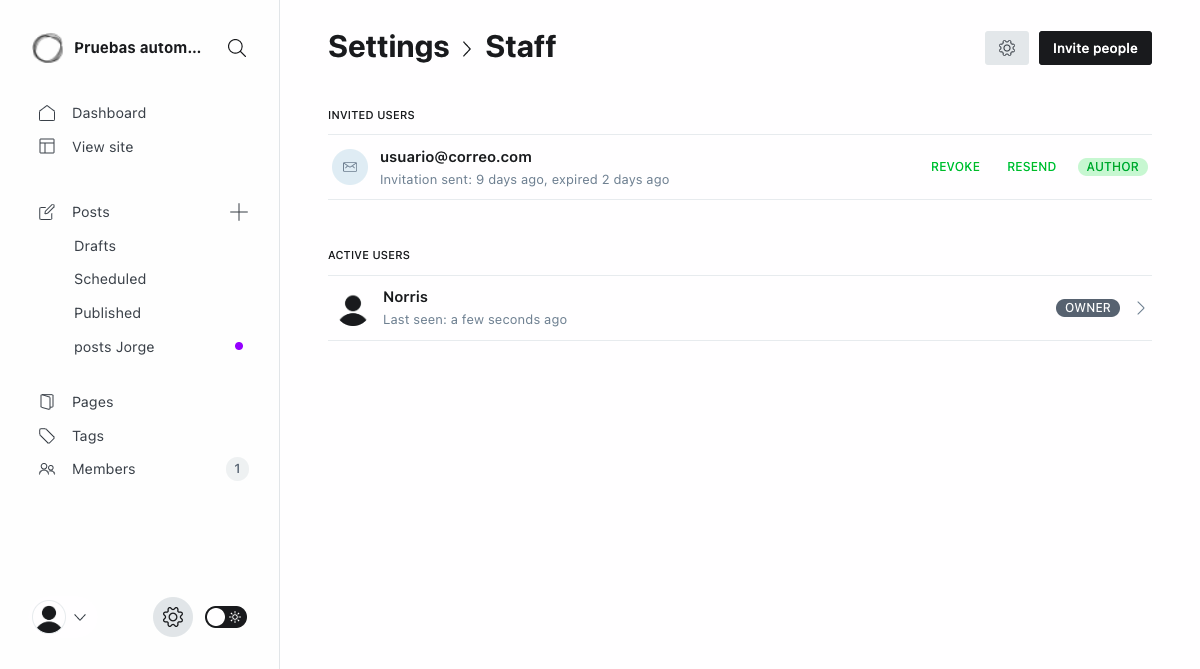 Pruebas autom...
Dashboard
View site
Posts
Drafts
Scheduled
Published
posts Jorge
Pages
Tags
Members
1
Settings > Staff
Invite people
INVITED USERS
usuario@correo.com
Invitation sent: 9 days ago, expired 2 days ago
REVOKE RESEND AUTHOR
ACTIVE USERS
Norris
Last seen: a few seconds ago
OWNER